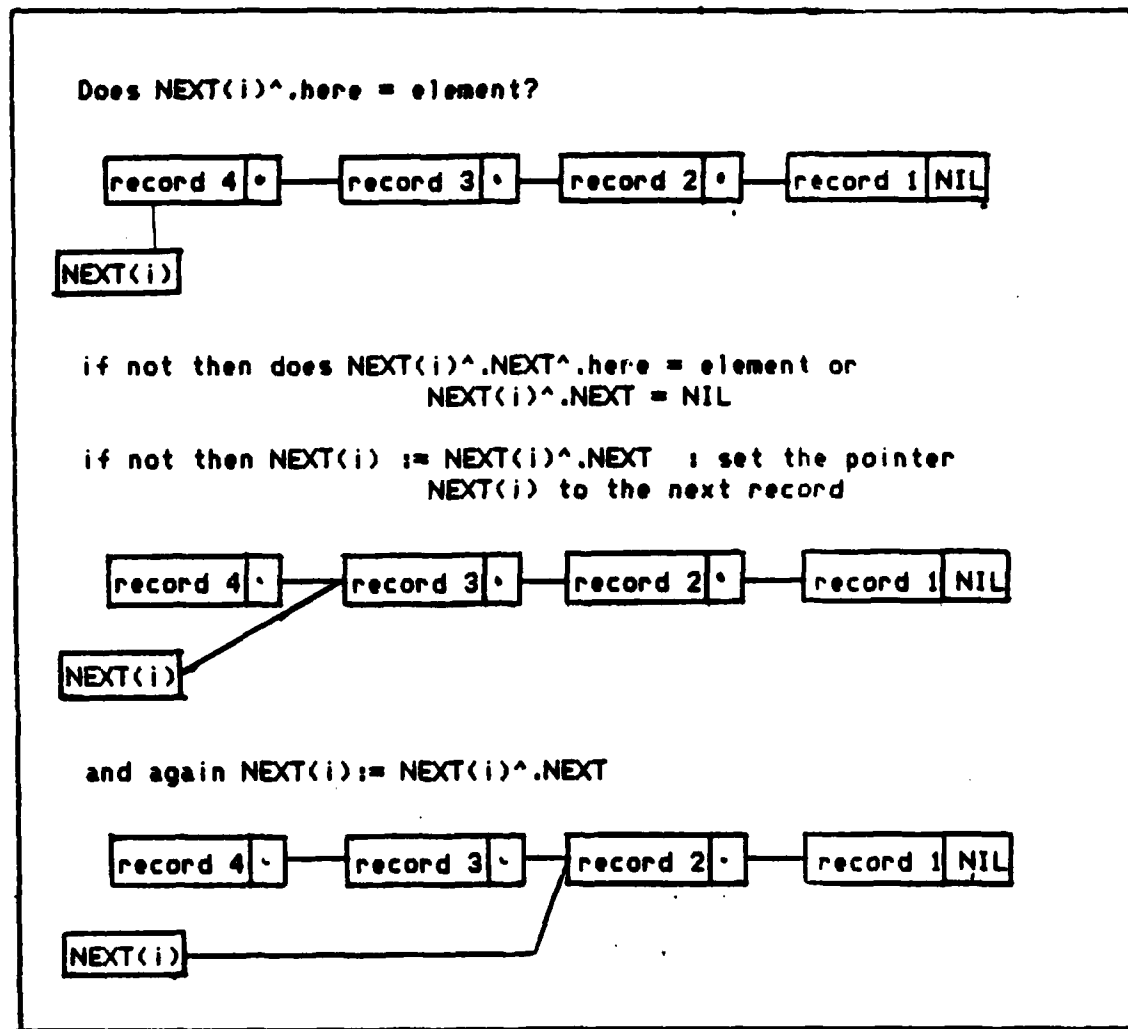 Does NEXT(i)^.here = element?
record 4 record 3 record 2 record 1 NIL
NEXT(i)
if not then does NEXT(i)^.NEXT^.here = element or
NEXT(i)^.NEXT = NIL
if not then NEXT(i) := NEXT(i)^.NEXT : set the pointer
NEXT(i) to the next record
record 4 record 3 record 2 record 1 NIL
NEXT(i)
and again NEXT(i):= NEXT(i)^.NEXT
record 4 record 3 record 2 record 1 NIL
NEXT(i)